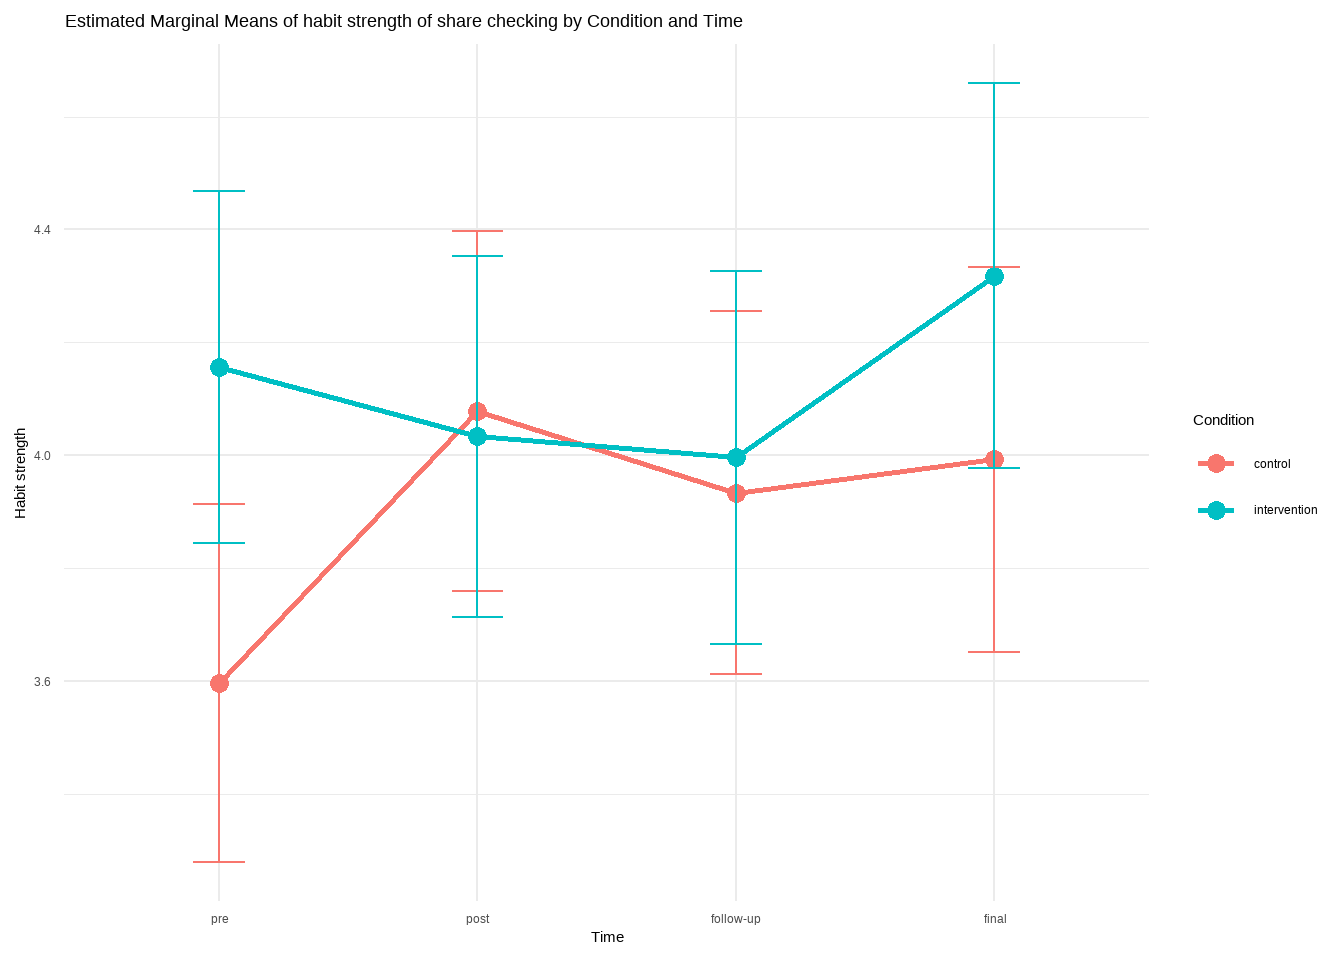 Estimated Marginal Means of habit strength of share checking by Condition and Time
Habit strength
4.4
4.0
3.6
pre
post
follow-up
final
Time
Condition
control
intervention